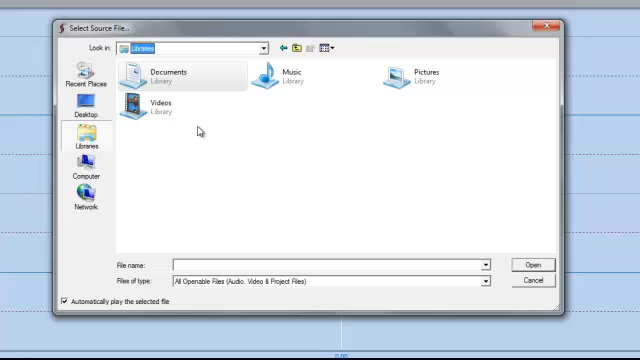 Select Source File...
Look in: Libraries
Recent Places
Desktop
Libraries
Computer
Network
Documents
Library
Music
Library
Pictures
Library
Videos
Library
File name:
Open
Files of type: All Openable Files (Audio, Video & Project Files)
Cancel
Automatically play the selected file
0.00